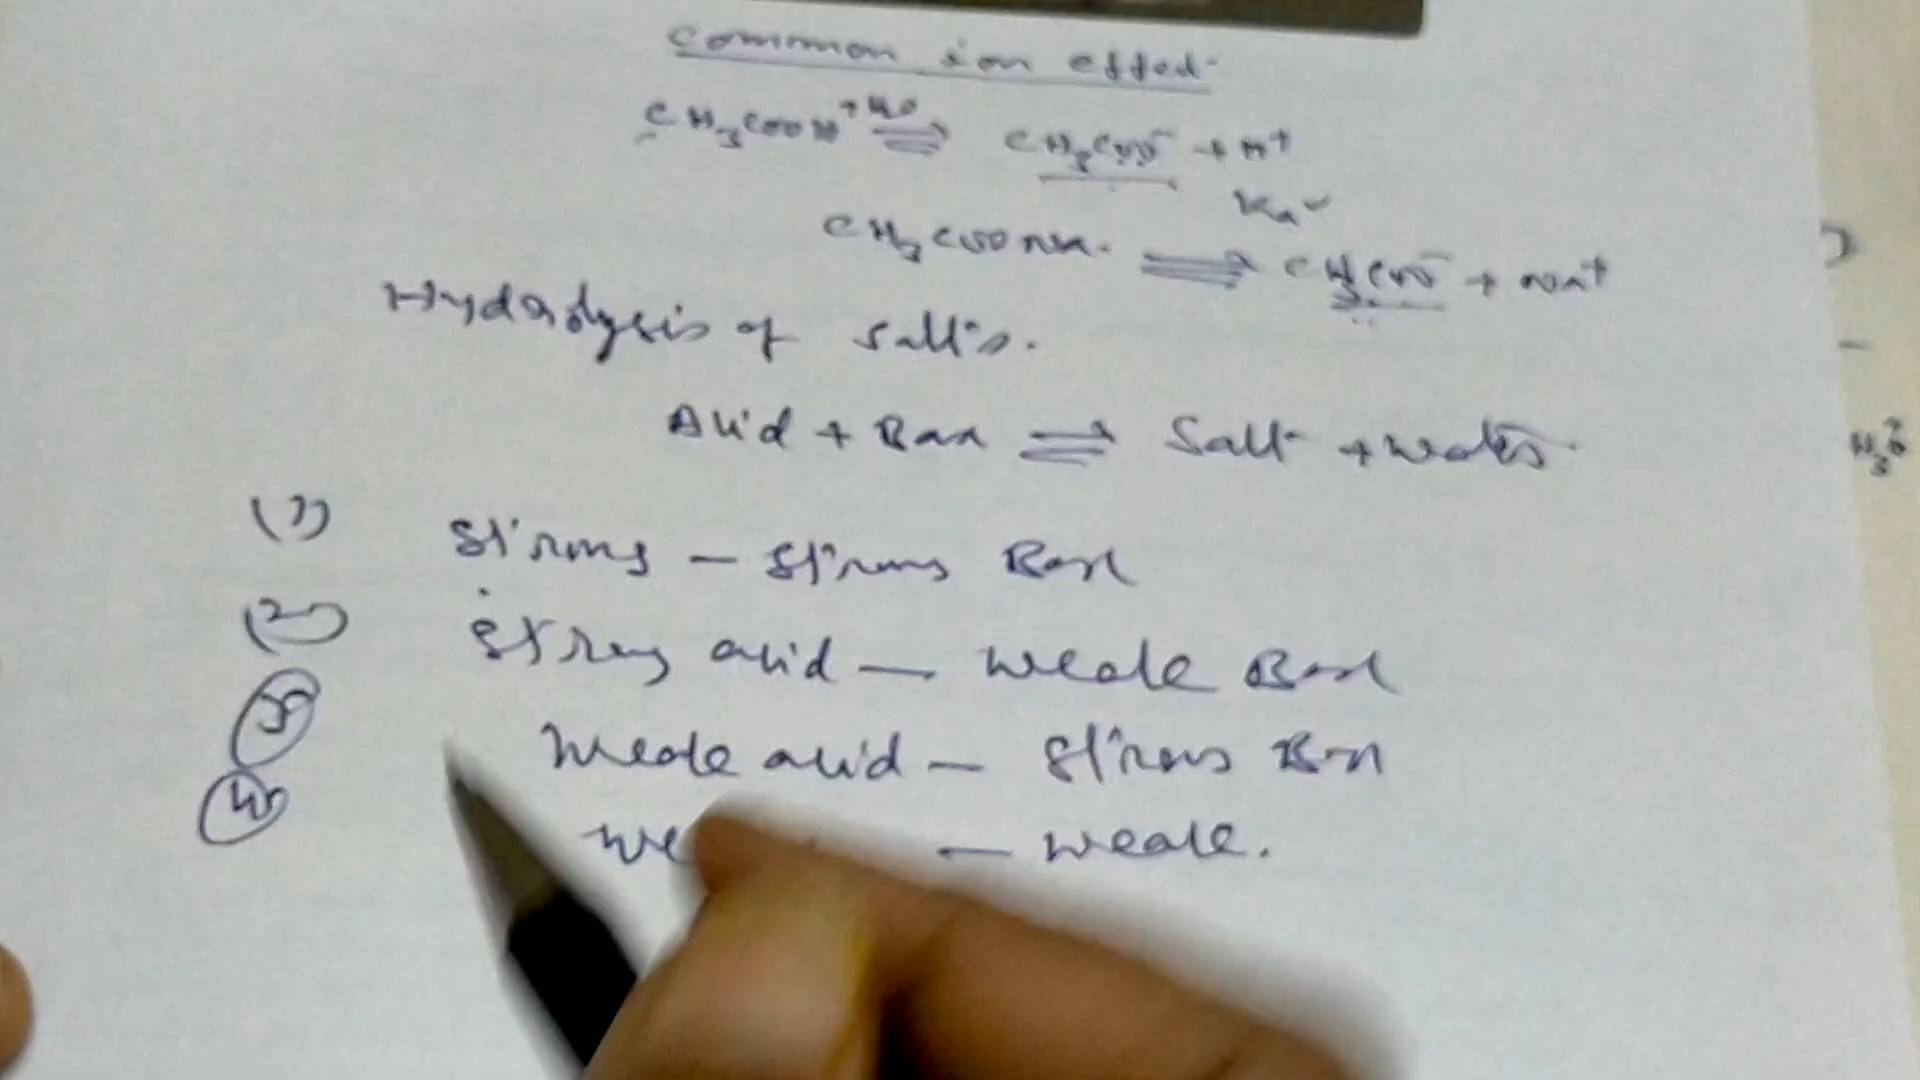 Common ion effect
CH3COOH + H2O ⇌ CH3COO⁻ + H⁺
Ka
CH3COONa. ⇌ CH3COO⁻ + Na⁺
Hydrolysis of salts.
Acid + Base ⇌ Salt + water
(1) Strong - Strong Base
(2) Strong acid - weak Base
(3) Weak acid - Strong Base
(4) - weak.